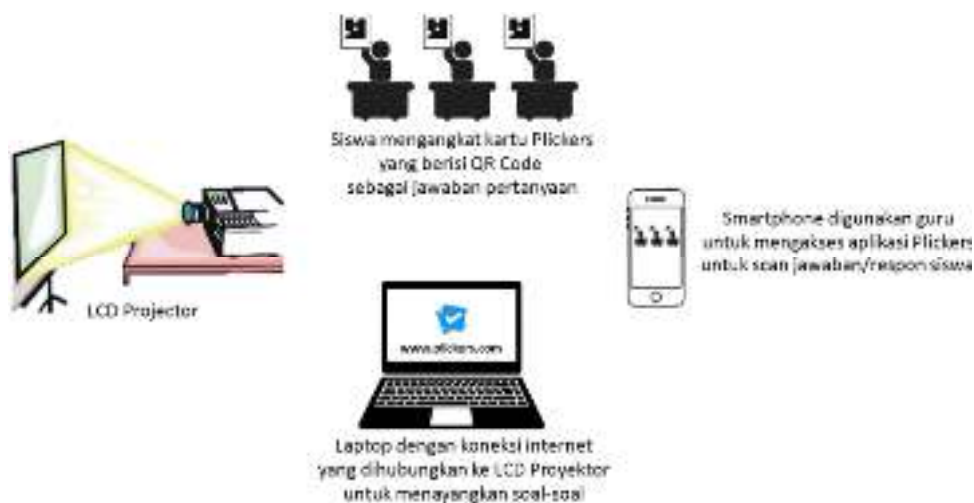 Siswa mengangkat kartu Plickers
yang berisi QR Code
sebagai jawaban pertanyaan
LCD Projector
Smartphone digunakan guru
untuk mengakses aplikasi Plickers
untuk scan jawaban/respon siswa
www.plickers.com
Laptop dengan koneksi internet
yang dihubungkan ke LCD Proyektor
untuk menayangkan soal-soal